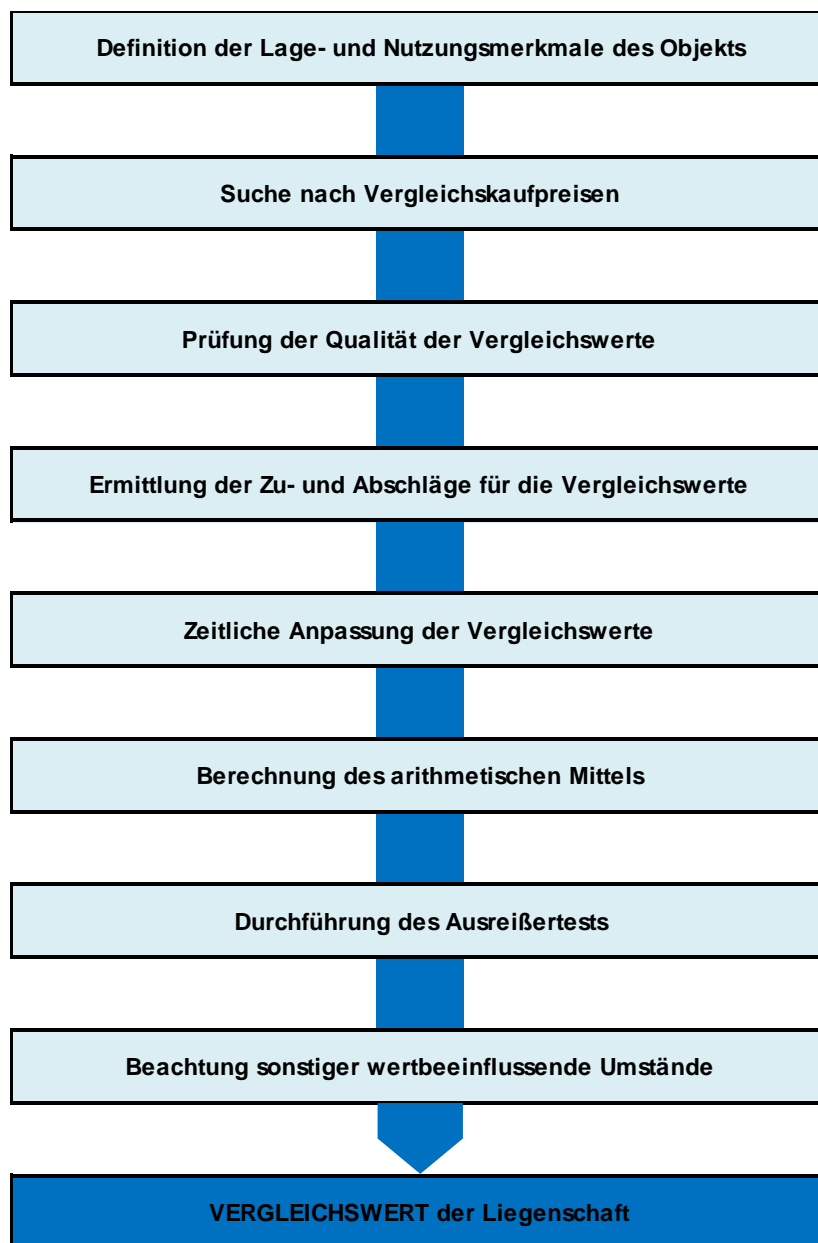 Definition der Lage- und Nutzungsmerkmale des Objekts
Suche nach Vergleichskaufpreisen
Prüfung der Qualität der Vergleichswerte
Ermittlung der Zu- und Abschläge für die Vergleichswerte
Zeitliche Anpassung der Vergleichswerte
Berechnung des arithmetischen Mittels
Durchführung des Ausreißertests
Beachtung sonstiger wertbeeinflussende Umstände
VERGLEICHSWERT der Liegenschaft